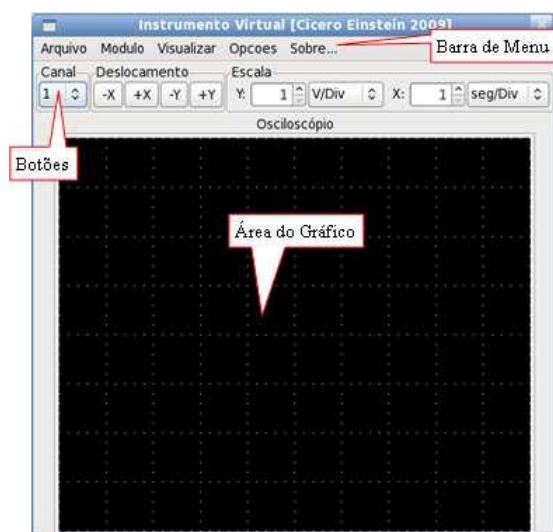 Instrumento Virtual [Cicero Einstein 2009]
Arquivo Modulo Visualizar Opcoes Sobre...
Barra de Menu
Canal Deslocamento Escala
1 -X +X -Y +Y Y: 1 V/Div X: 1 seg/Div
Osciloscópio
Botões
Área do Gráfico